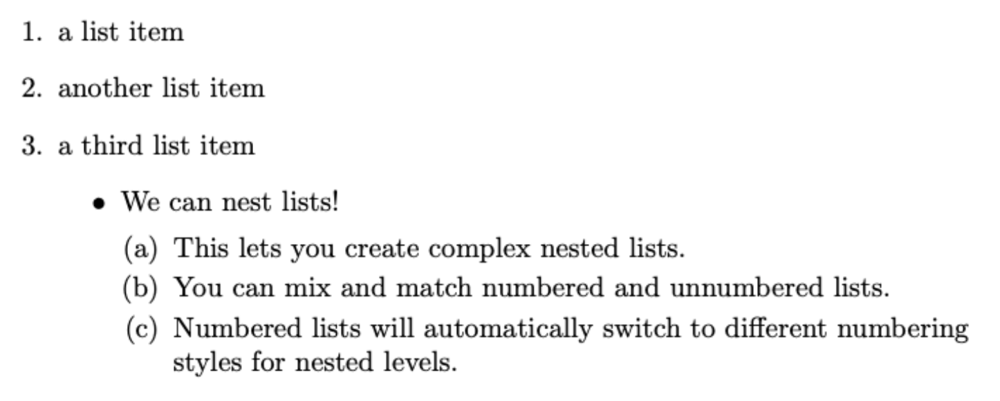 1. a list item
2. another list item
3. a third list item
• We can nest lists!
(a) This lets you create complex nested lists.
(b) You can mix and match numbered and unnumbered lists.
(c) Numbered lists will automatically switch to different numbering
styles for nested levels.